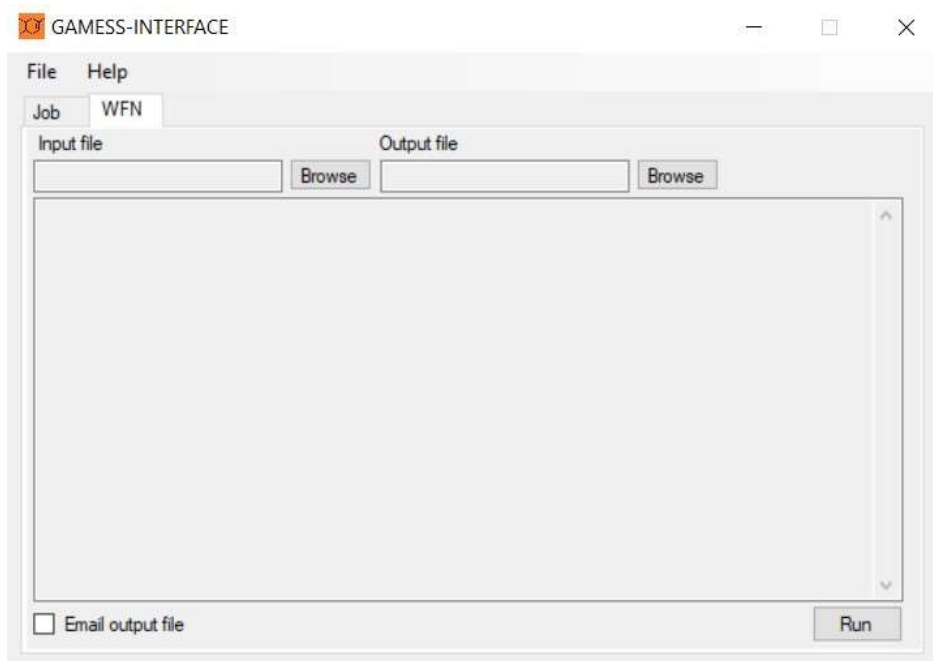 GAMESS-INTERFACE
File Help
Job WFN
Input file Output file
Browse Browse
Email output file Run